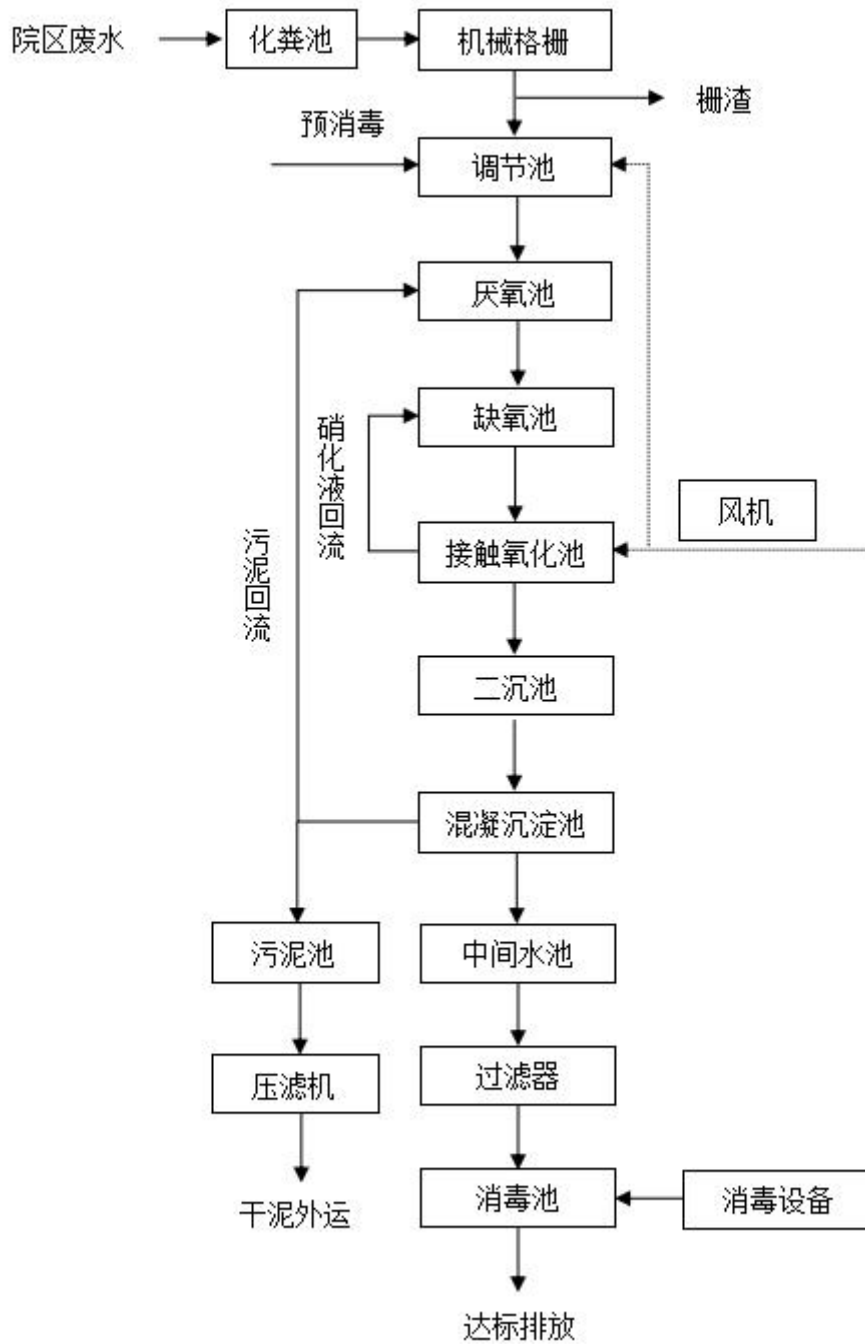 院区废水
化粪池
机械格栅
栅渣
预消毒
调节池
厌氧池
缺氧池
硝化液回流
风机
接触氧化池
污泥回流
二沉池
混凝沉淀池
污泥池
中间水池
压滤机
过滤器
消毒池
消毒设备
干泥外运
达标排放